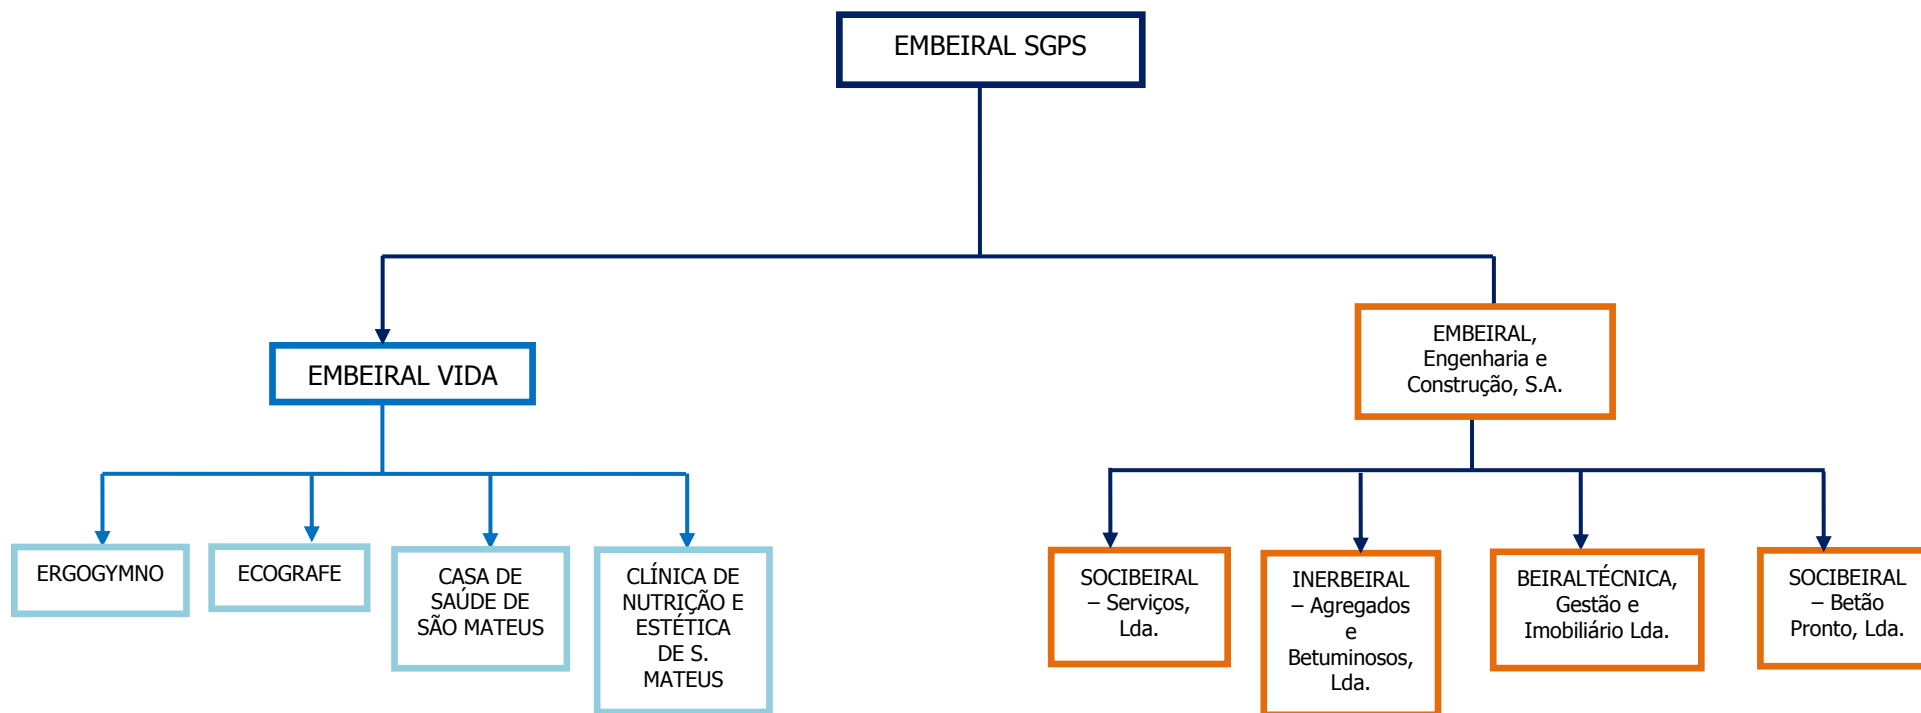 EMBEIRAL SGPS
EMBEIRAL VIDA
EMBEIRAL,
Engenharia e
Construção, S.A.
ERGOGYMNO
ECOGRAFE
CASA DE
SAÚDE DE
SÃO MATEUS
CLÍNICA DE
NUTRIÇÃO E
ESTÉTICA
DE S.
MATEUS
SOCIBEIRAL
– Serviços,
Lda.
INERBEIRAL
– Agregados
e
Betuminosos,
Lda.
BEIRALTÉCNICA,
Gestão e
Imobiliário Lda.
SOCIBEIRAL
– Betão
Pronto, Lda.